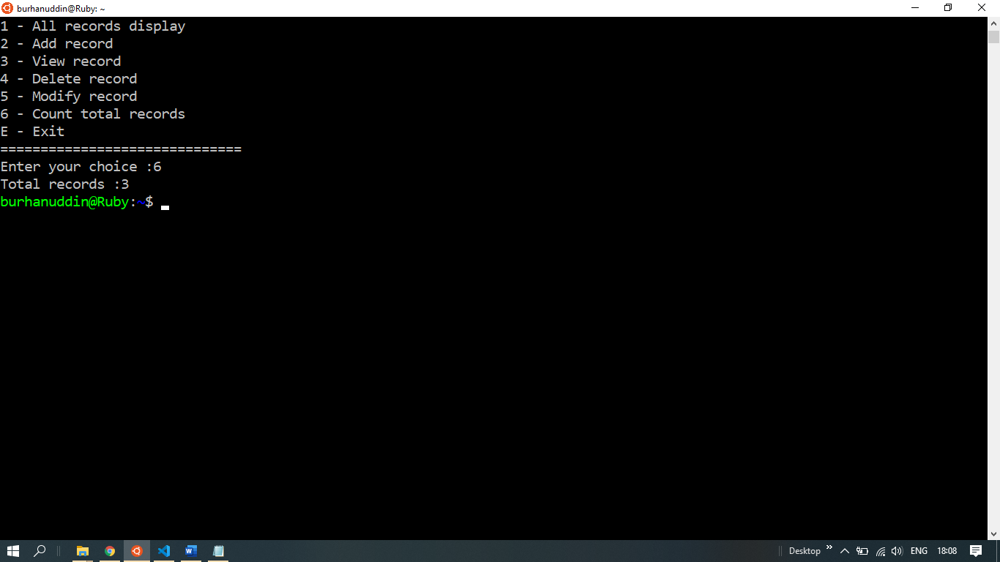 burhanuddin@Ruby: ~
1 - All records display
2 - Add record
3 - View record
4 - Delete record
5 - Modify record
6 - Count total records
E - Exit
==============================
Enter your choice :6
Total records :3
burhanuddin@Ruby:~$
Desktop » ENG 18:08